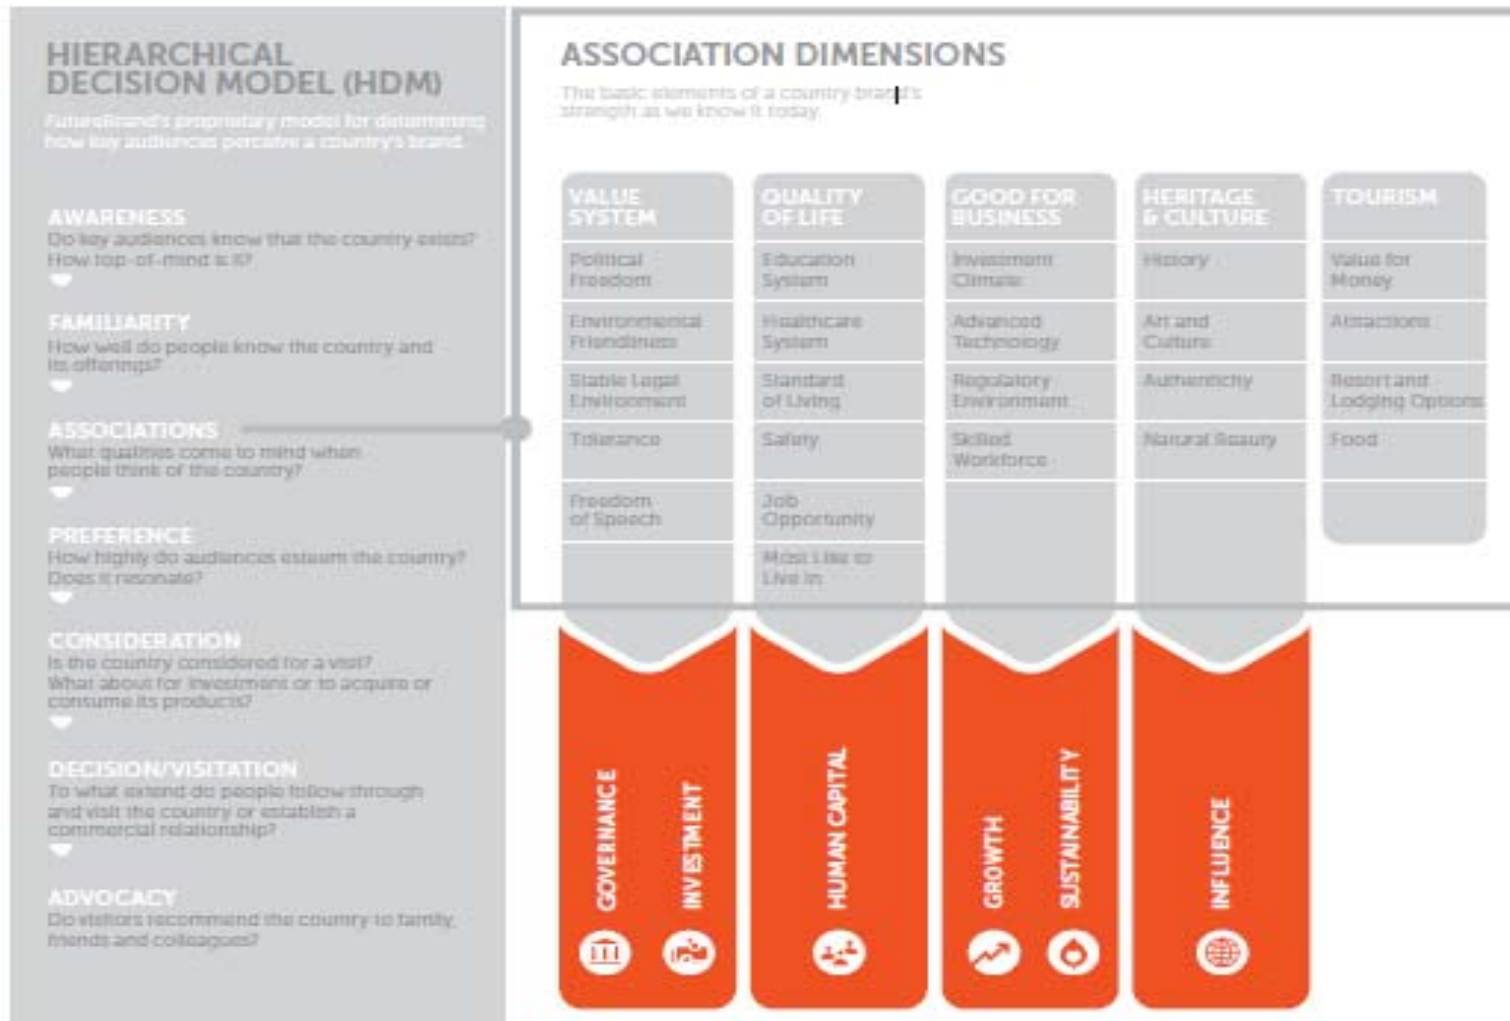 HIERARCHICAL
DECISION MODEL (HDM)
FutureBrand's proprietary model for determining
how key audiences perceive a country's brand.
AWARENESS
Do key audiences know that the country exists?
How top-of-mind is it?
FAMILIARITY
How well do people know the country and
its offerings?
ASSOCIATIONS
What qualities come to mind when
people think of the country?
PREFERENCE
How highly do audiences esteem the country?
Does it resonate?
CONSIDERATION
Is the country considered for a visit?
What about for investment or to acquire or
consume its products?
DECISION/VISITATION
To what extend do people follow through
and visit the country or establish a
commercial relationship?
ADVOCACY
Do visitors recommend the country to family,
friends and colleagues?
ASSOCIATION DIMENSIONS
The basic elements of a country brand's
strength as we know it today.
VALUE
SYSTEM
Political
Freedom
Environmental
Friendliness
Stable Legal
Environment
Tolerance
Freedom
of Speech
QUALITY
OF LIFE
Education
System
Healthcare
System
Standard
of Living
Safety
Job
Opportunity
Most Like to
Live In
GOOD FOR
BUSINESS
Investment
Climate
Advanced
Technology
Regulatory
Environment
Skilled
Workforce
HERITAGE
& CULTURE
History
Art and
Culture
Authenticity
Natural Beauty
TOURISM
Value for
Money
Attractions
Resort and
Lodging Options
Food
GOVERNANCE
INVESTMENT
HUMAN CAPITAL
GROWTH
SUSTAINABILITY
INFLUENCE